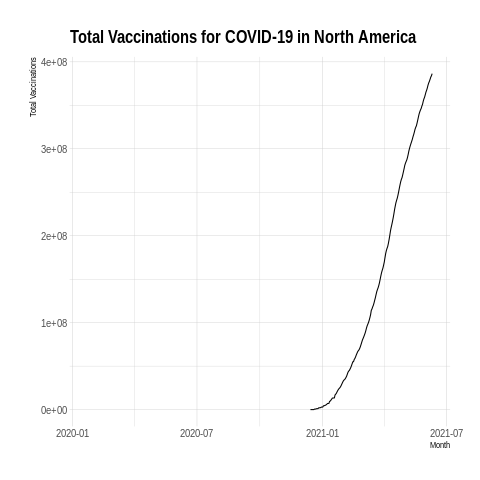 Total Vaccinations for COVID-19 in North America
Total Vaccinations
4e+08
3e+08
2e+08
1e+08
0e+00
2020-01 2020-07 2021-01 2021-07
Month